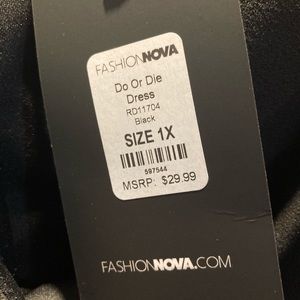 FASHIONNOVA
Do Or Die
Dress
RD11704
Black
SIZE 1X
597544
MSRP: $29.99
FASHIONNOVA.COM